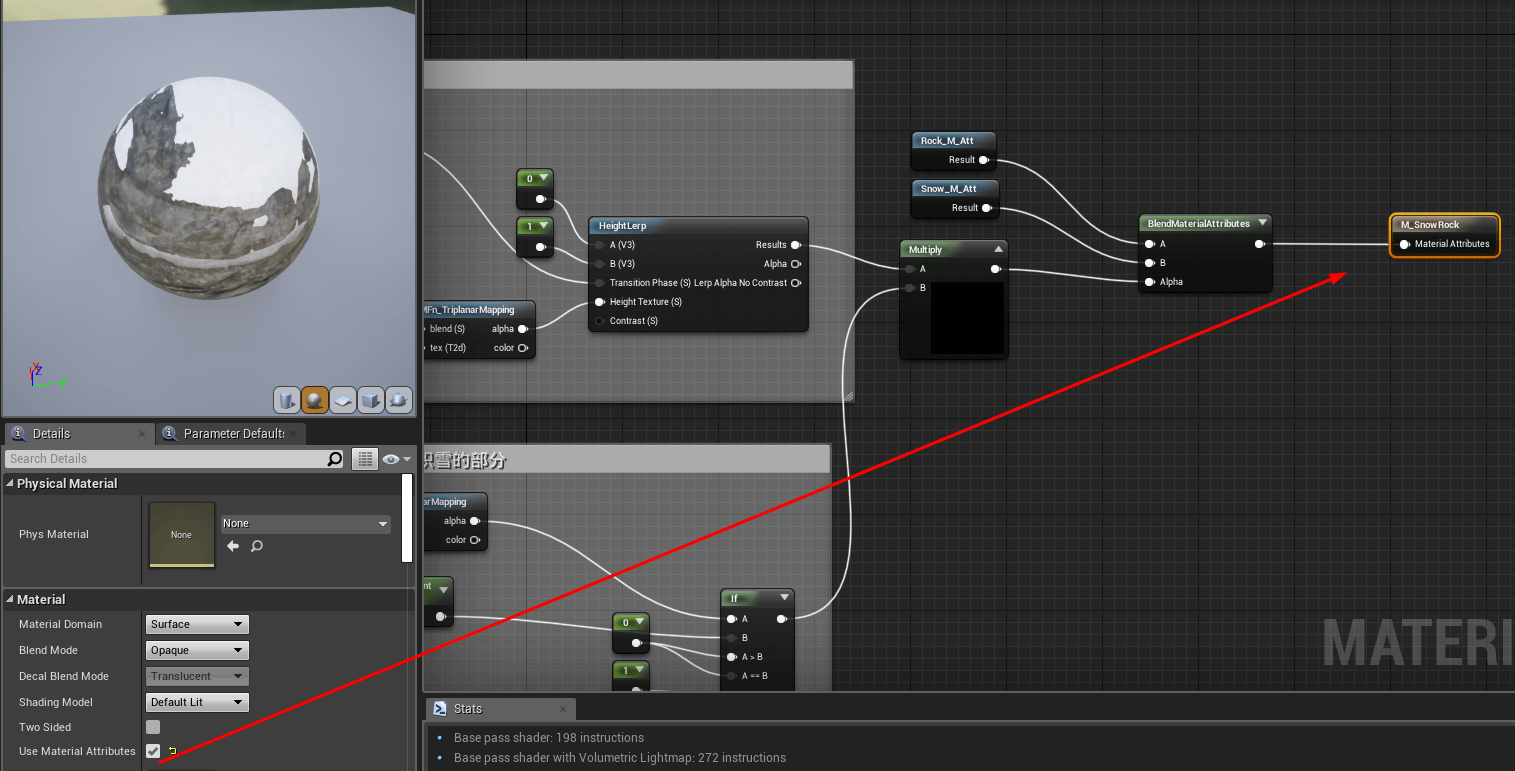 Rock_M_Att
Result
Snow_M_Att
Result
0
1
HeightLerp
A (V3)
Results
B (V3)
Alpha
Transition Phase (S)
Lerp Alpha No Contrast
Height Texture (S)
Contrast (S)
MFn_TriplanarMapping
blend (S)
alpha
tex (T2d)
color
Multiply
A
B
BlendMaterialAttributes
A
B
Alpha
M_SnowRock
Material Attributes
X
Z
Y
Details
Parameter Defaults
Search Details
Physical Material
Phys Material
None
None
Material
Material Domain
Surface
Blend Mode
Opaque
Decal Blend Mode
Translucent
Shading Model
Default Lit
Two Sided
Use Material Attributes
积雪的部分
arMapping
alpha
color
nt
0
1
If
A
B
A > B
A == B
MATERI
Stats
Base pass shader: 198 instructions
Base pass shader with Volumetric Lightmap: 272 instructions